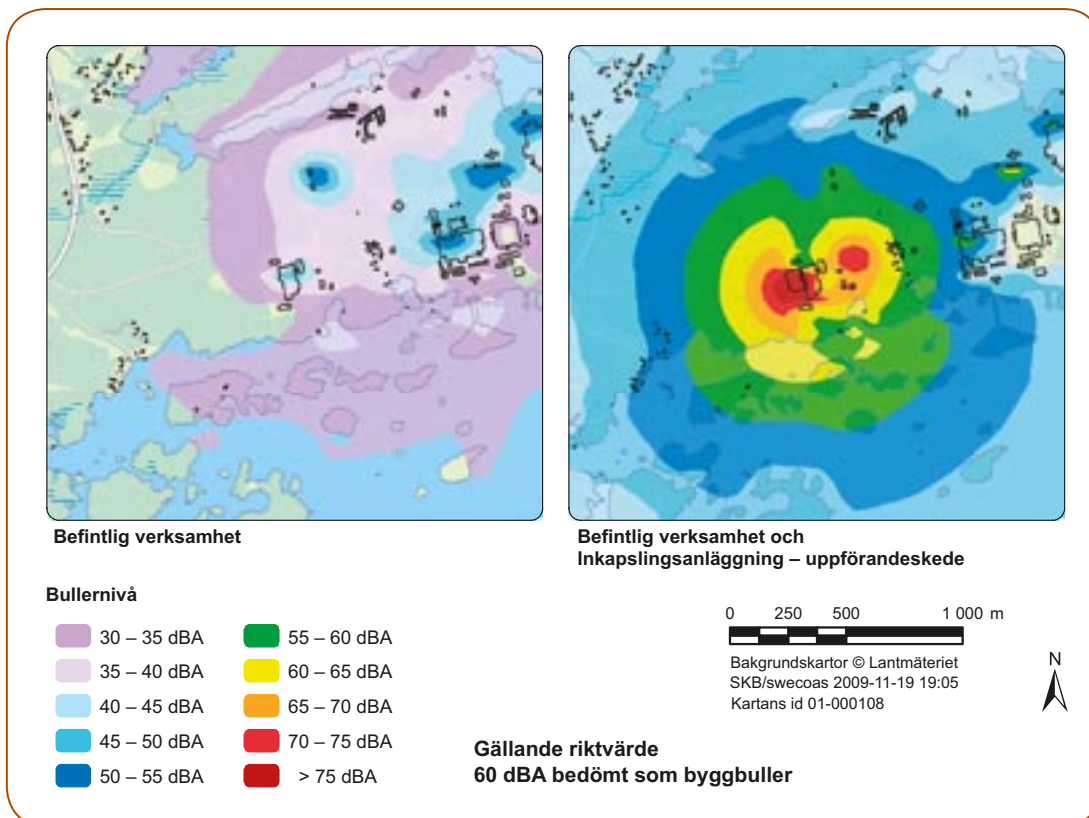 Befintlig verksamhet
Befintlig verksamhet och
Inkapslingsanläggning – uppförandeskede
Bullernivå
30 – 35 dBA
35 – 40 dBA
40 – 45 dBA
45 – 50 dBA
50 – 55 dBA
55 – 60 dBA
60 – 65 dBA
65 – 70 dBA
70 – 75 dBA
> 75 dBA
0 250 500 1 000 m
Bakgrundskartor © Lantmäteriet
SKB/swecoas 2009-11-19 19:05
Kartans id 01-000108
N
Gällande riktvärde
60 dBA bedömt som byggbuller